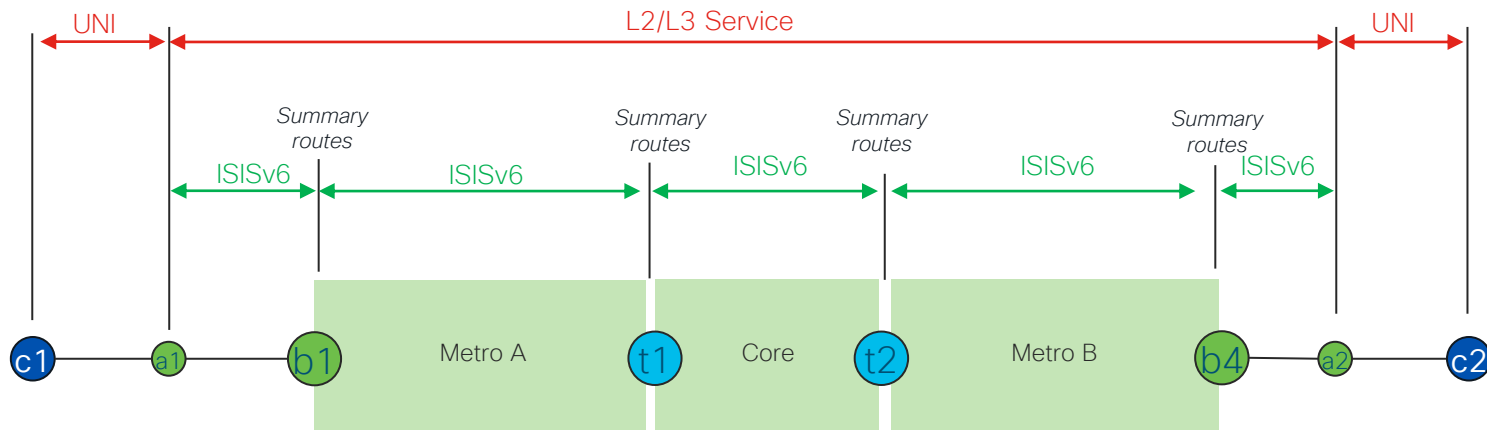 UNI
L2/L3 Service
UNI
Summary
routes
Summary
routes
Summary
routes
Summary
routes
ISISv6
ISISv6
ISISv6
ISISv6
ISISv6
c1
a1
b1
Metro A
t1
Core
t2
Metro B
b4
a2
c2